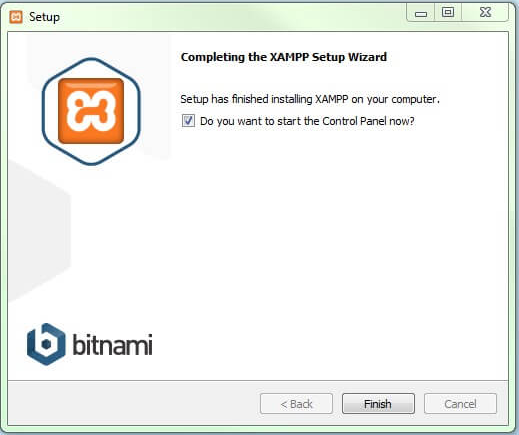 Setup
Completing the XAMPP Setup Wizard
Setup has finished installing XAMPP on your computer.
Do you want to start the Control Panel now?
bitnami
< Back
Finish
Cancel